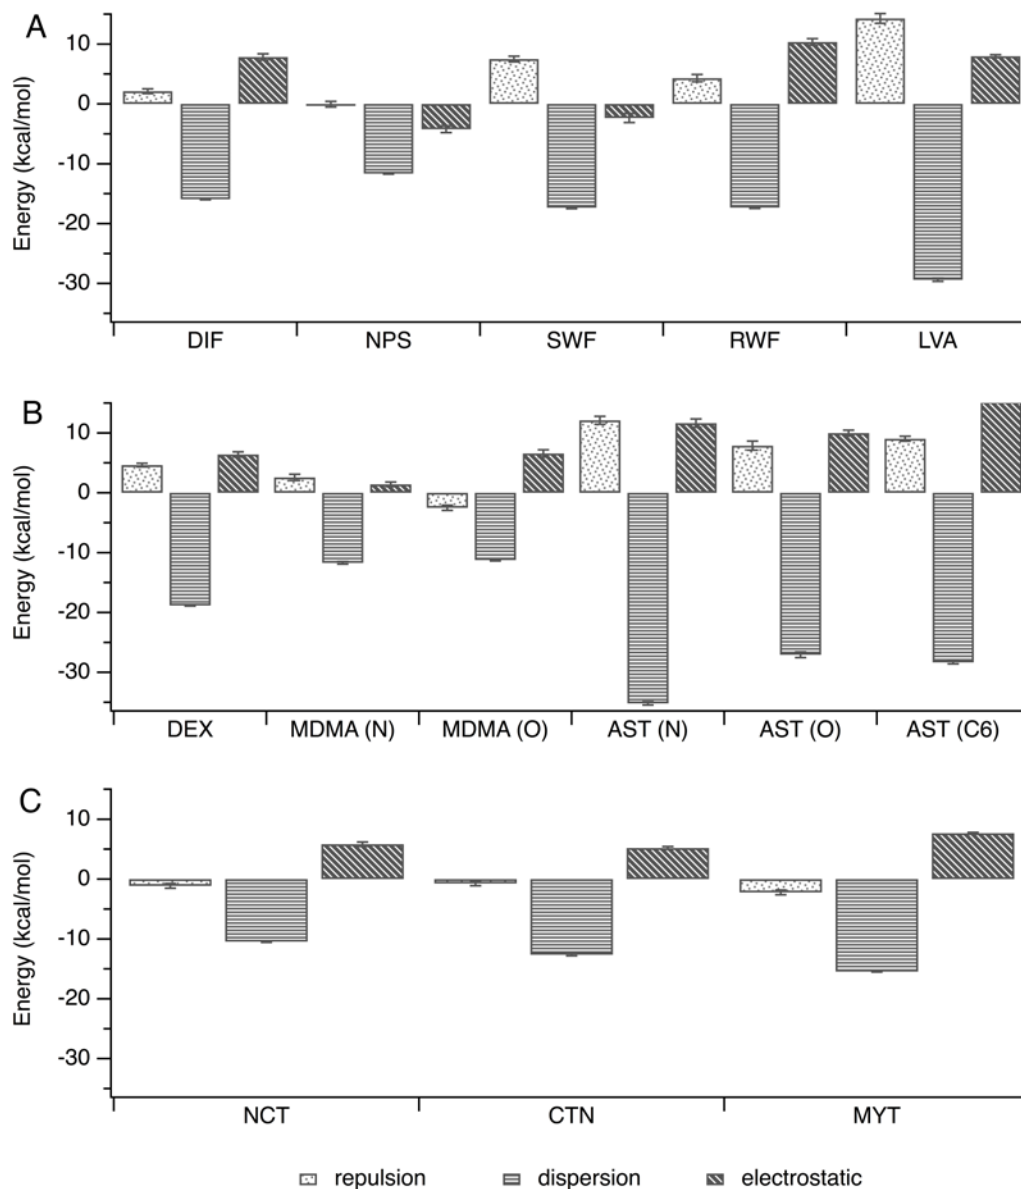 A
Energy (kcal/mol)
10
0
-10
-20
-30
DIF NPS SWF RWF LVA
B
Energy (kcal/mol)
10
0
-10
-20
-30
DEX MDMA (N) MDMA (O) AST (N) AST (O) AST (C6)
C
Energy (kcal/mol)
10
0
-10
-20
-30
NCT CTN MYT
repulsion dispersion electrostatic